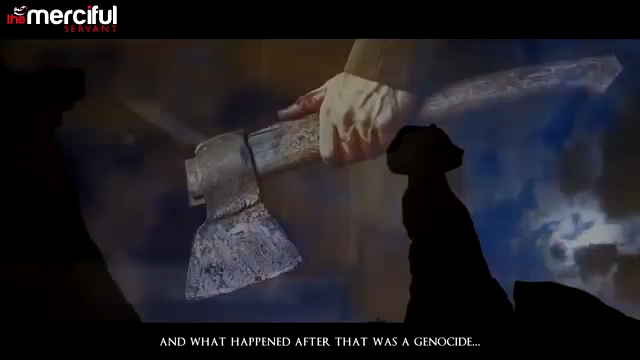 the merciful
SERVANT
AND WHAT HAPPENED AFTER THAT WAS A GENOCIDE...